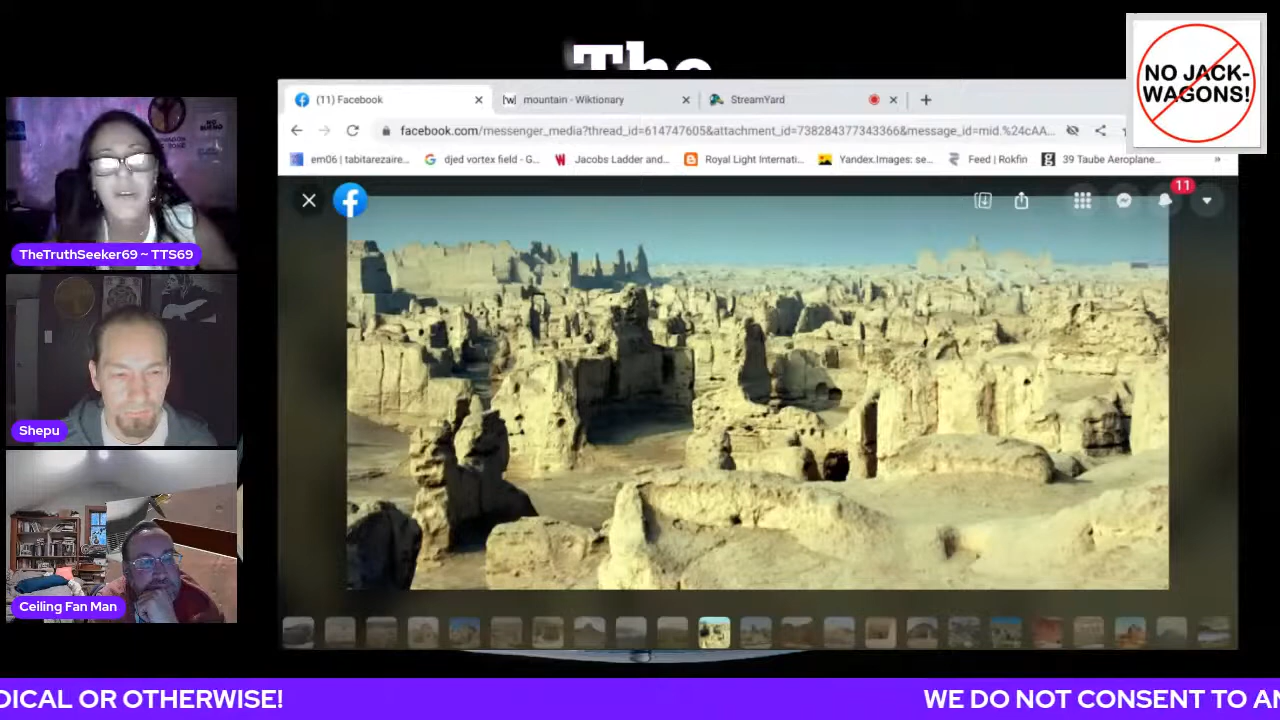 The
NO JACK-
WAGONS!
(11) Facebook
mountain - Wiktionary
StreamYard
facebook.com/messenger_media?thread_id=614747605&attachment_id=738284377343366&message_id=mid.%24cAA...
em06 | tabitarezaire...
djed vortex field - G...
Jacobs Ladder and...
Royal Light Internati...
Yandex.Images: se...
Feed | Rokfin
39 Taube Aeroplane...
»
11
TheTruthSeeker69 ~ TTS69
Shepu
Ceiling Fan Man
DICAL OR OTHERWISE!
WE DO NOT CONSENT TO AN